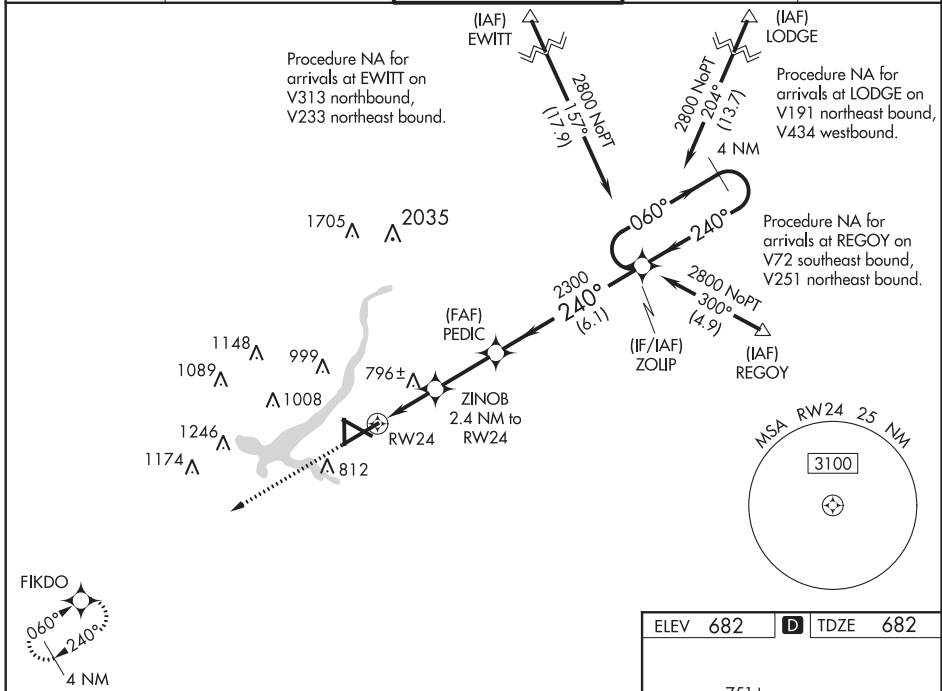 (IAF)
EWITT
(IAF)
LODGE
Procedure NA for
arrivals at EWITT on
V313 northbound,
V233 northeast bound.
2800 NoPT
157°
(17.9)
2800 NoPT
204°
(13.7)
Procedure NA for
arrivals at LODGE on
V191 northeast bound,
V434 westbound.
4 NM
060°
240°
1705
2035
Procedure NA for
arrivals at REGOY on
V72 southeast bound,
V251 northeast bound.
2300
240°
(6.1)
2800 NoPT
300°
(4.9)
(FAF)
PEDIC
(IF/IAF)
ZOLIP
(IAF)
REGOY
1148
999
1089
796±
1008
ZINOB
2.4 NM to
RW24
RW24
1246
1174
812
MSA RW24 25 NM
3100
FIKDO
060°
240°
4 NM
ELEV 682 D TDZE 682